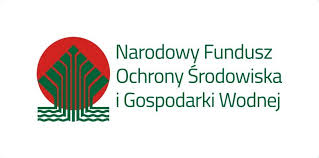 Narodowy Fundusz
Ochrony Środowiska
i Gospodarki Wodnej